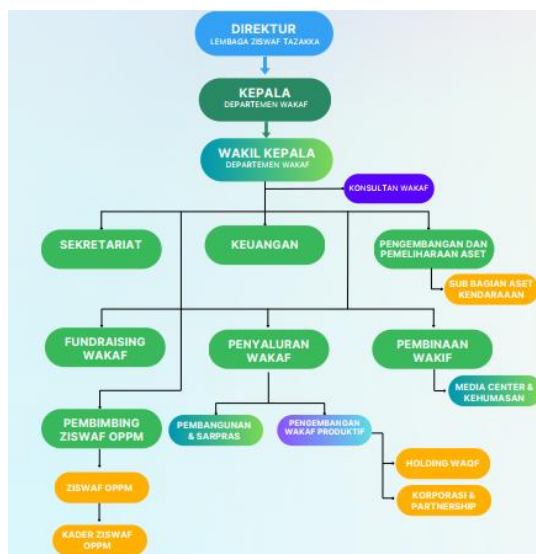 DIREKTUR
LEMBAGA ZISWAF TAZAKKA
KEPALA
DEPARTEMEN WAKAF
WAKIL KEPALA
DEPARTEMEN WAKAF
KONSULTAN WAKAF
SEKRETARIAT
KEUANGAN
PENGEMBANGAN DAN
PEMELIHARAAN ASET
SUB BAGIAN ASET
KENDARAAAN
FUNDRAISING
WAKAF
PENYALURAN
WAKAF
PEMBINAAN
WAKIF
MEDIA CENTER &
KEHUMASAN
PEMBIMBING
ZISWAF OPPM
PEMBANGUNAN
& SARPRAS
PENGEMBANGAN
WAKAF PRODUKTIF
HOLDING WAQF
ZISWAF OPPM
KORPORASI &
PARTNERSHIP
KADER ZISWAF
OPPM